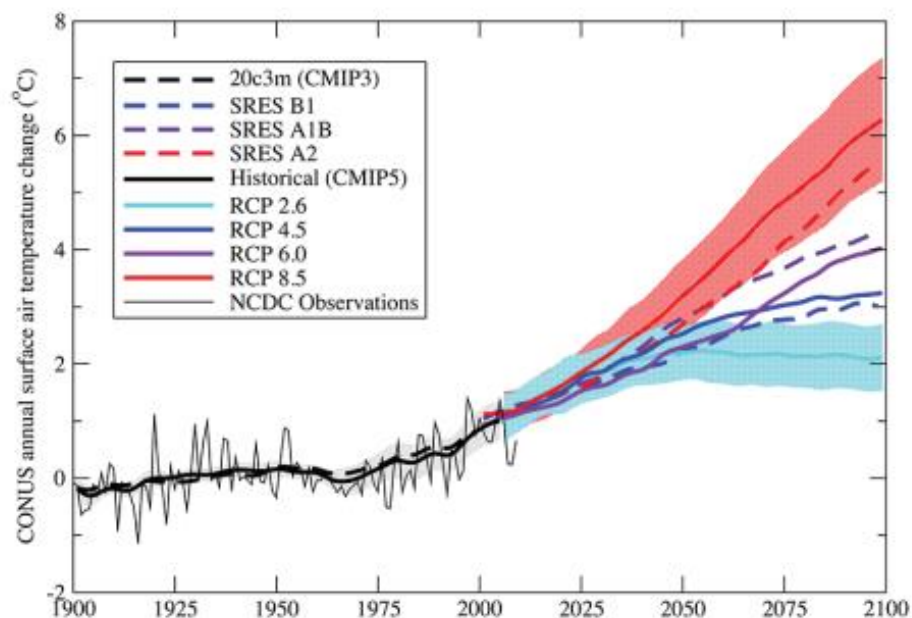 CONUS annual surface air temperature change (°C)
8
6
4
2
0
-2
20c3m (CMIP3)
SRES B1
SRES A1B
SRES A2
Historical (CMIP5)
RCP 2.6
RCP 4.5
RCP 6.0
RCP 8.5
NCDC Observations
1900 1925 1950 1975 2000 2025 2050 2075 2100